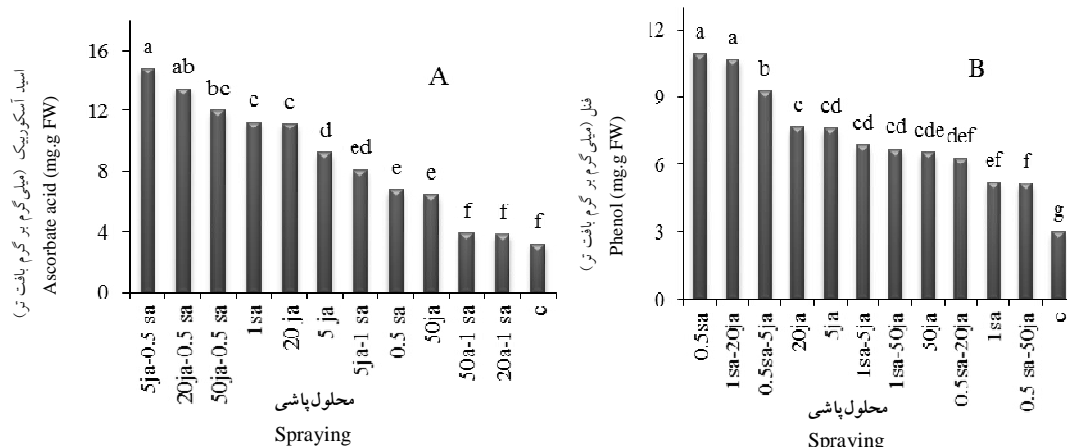 اسید آسکوربیک (میلی‌گرم بر گرم بافت تر)
Ascorbate acid (mg.g FW)
16
12
8
4
0
A
a
ab
bc
c
c
d
ed
e
e
f
f
f
5ja-0.5 sa
20ja-0.5 sa
50ja-0.5 sa
1sa
20 ja
5 ja
5ja-1 sa
0.5 sa
50ja
50a-1 sa
20a-1 sa
c
محلول‌پاشی
Spraying
فنل (میلی‌گرم بر گرم بافت تر)
Phenol (mg.g FW)
12
9
6
3
0
B
a
a
b
c
cd
cd
cd
cde
def
ef
f
g
0.5sa
1sa-20ja
0.5sa-5ja
20ja
5ja
1sa-5ja
1sa-50ja
50ja
0.5sa-20ja
1sa
0.5 sa-50ja
c
محلول‌پاشی
Spraying